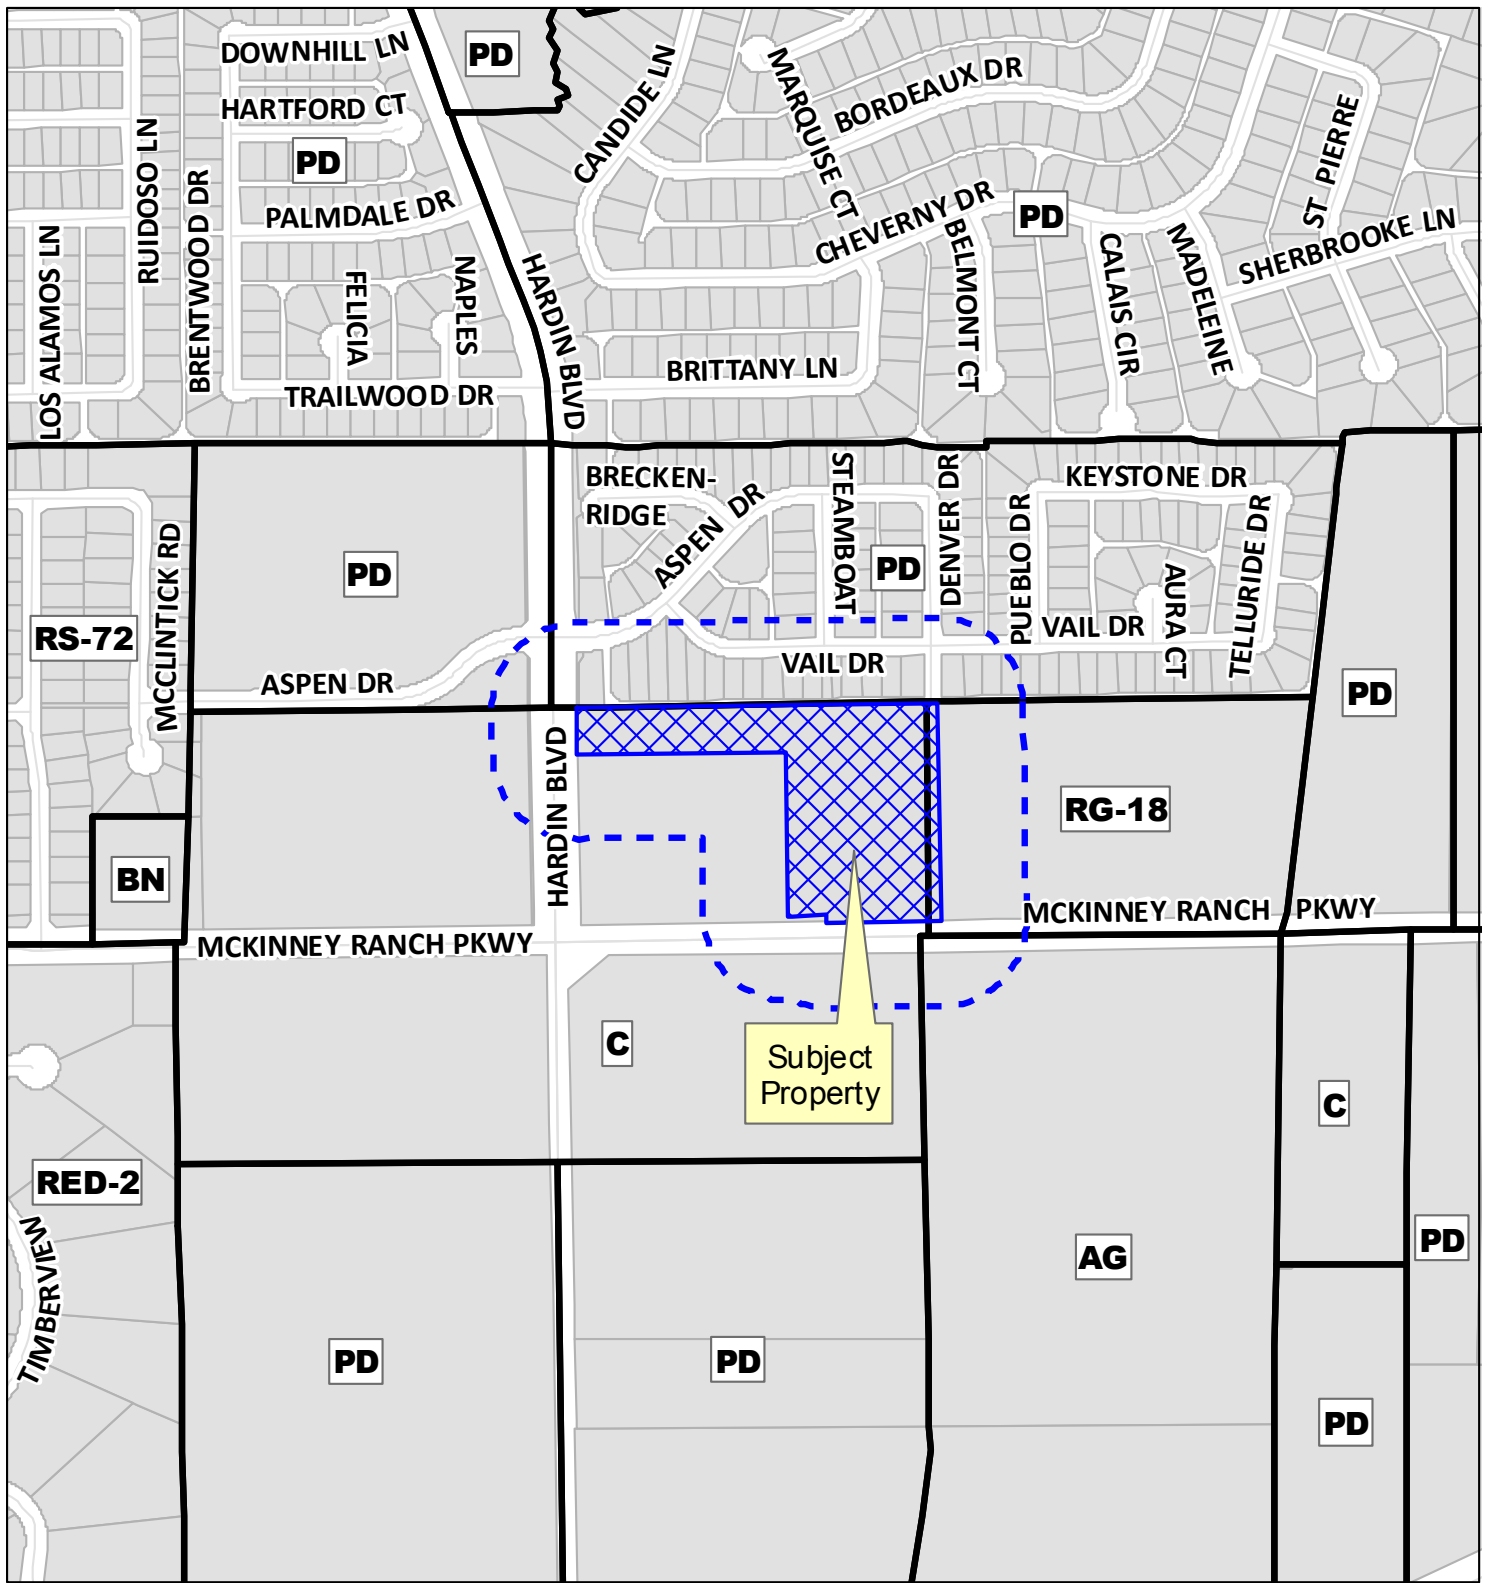 DOWNHILL LN
PD
HARTFORD CT
PD
RUIDOSO LN
BRENTWOOD DR
PALMDALE DR
LOS ALAMOS LN
FELICIA
NAPLES
TRAILWOOD DR
HARDIN BLVD
CANDIDE LN
MARQUISE CT
BORDEAUX DR
CHEVERNY DR
PD
BELMONT CT
CALAIS CIR
MADELEINE
ST PIERRE
SHERBROOKE LN
BRITTANY LN
BRECKEN-
RIDGE
ASPEN DR
STEAMBOAT
PD
DENVER DR
PUEBLO DR
KEYSTONE DR
TELLURIDE DR
AURA CT
VAIL DR
VAIL DR
PD
RS-72
MCCLINTICK RD
ASPEN DR
PD
HARDIN BLVD
RG-18
BN
MCKINNEY RANCH PKWY
MCKINNEY RANCH PKWY
C
Subject
Property
C
RED-2
TIMBERVIEW
AG
PD
PD
PD
PD